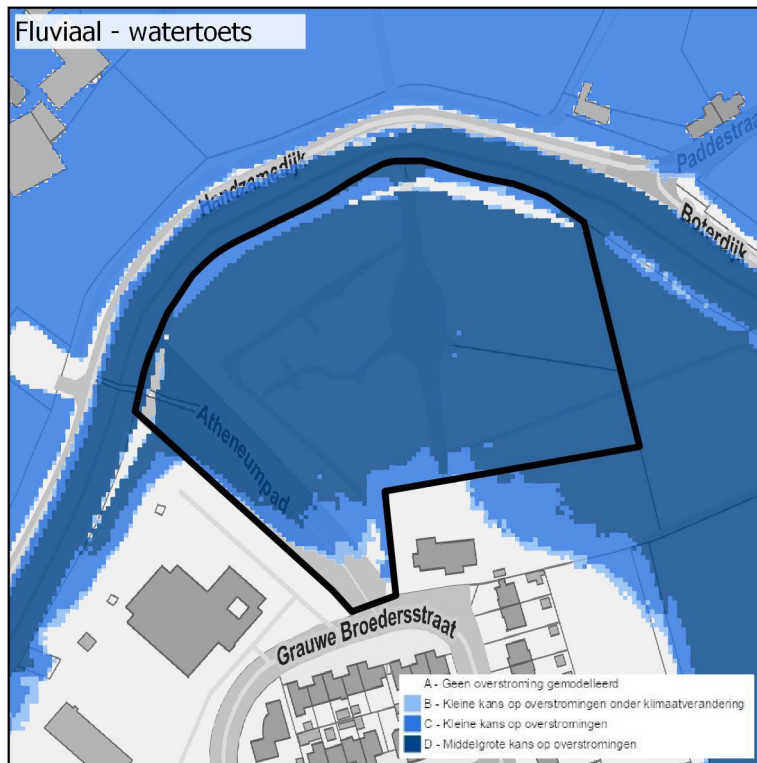 Fluviaal - watertoets
Handzamedijk
Paddestraat
Boterdijk
Atheneumpad
Grauwe Broedersstraat
A - Geen overstroming gemodelleerd
B - Kleine kans op overstromingen onder klimaatverandering
C - Kleine kans op overstromingen
D - Middelgrote kans op overstromingen